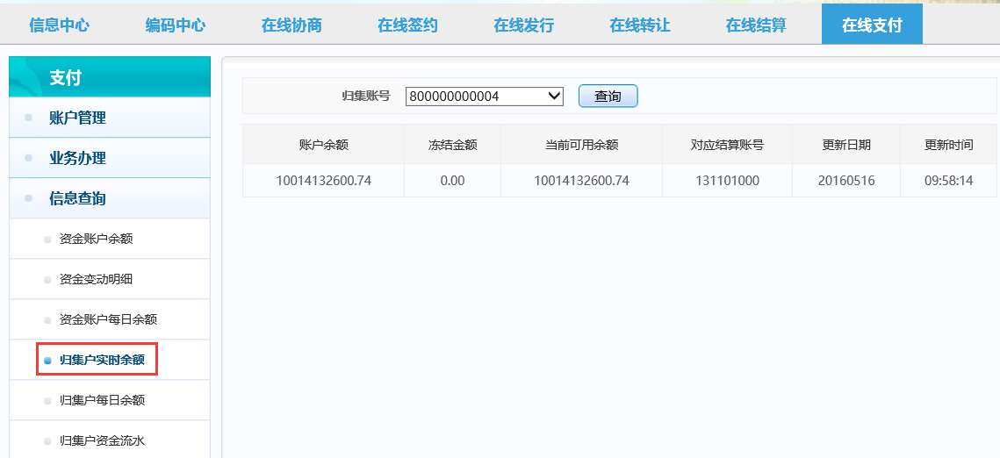 信息中心 编码中心 在线协商 在线签约 在线发行 在线转让 在线结算 在线支付
支付
账户管理
业务办理
信息查询
资金账户余额
资金变动明细
资金账户每日余额
归集户实时余额
归集户每日余额
归集户资金流水
归集账号 800000000004 查询
账户余额 冻结金额 当前可用余额 对应结算账号 更新日期 更新时间
10014132600.74 0.00 10014132600.74 131101000 20160516 09:58:14